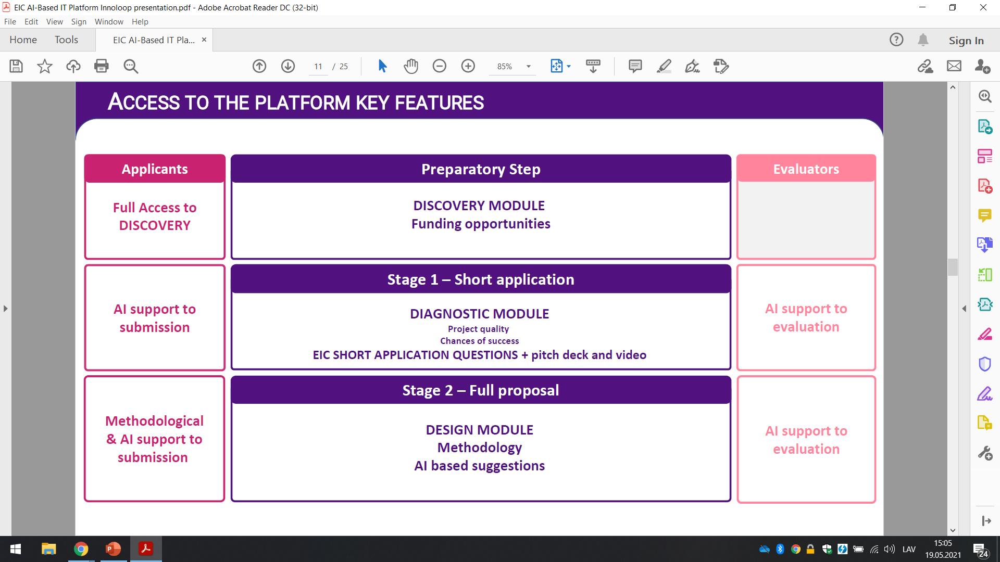 EIC AI-Based IT Platform Innoloop presentation.pdf - Adobe Acrobat Reader DC (32-bit)
File Edit View Sign Window Help
Home Tools EIC AI-Based IT Pla... × Sign In
11 / 25 85%
ACCESS TO THE PLATFORM KEY FEATURES
Applicants
Full Access to
DISCOVERY
Preparatory Step
DISCOVERY MODULE
Funding opportunities
Evaluators
AI support to
submission
Stage 1 – Short application
DIAGNOSTIC MODULE
Project quality
Chances of success
EIC SHORT APPLICATION QUESTIONS + pitch deck and video
AI support to
evaluation
Methodological
& AI support to
submission
Stage 2 – Full proposal
DESIGN MODULE
Methodology
AI based suggestions
AI support to
evaluation
LAV
15:05
19.05.2021
24